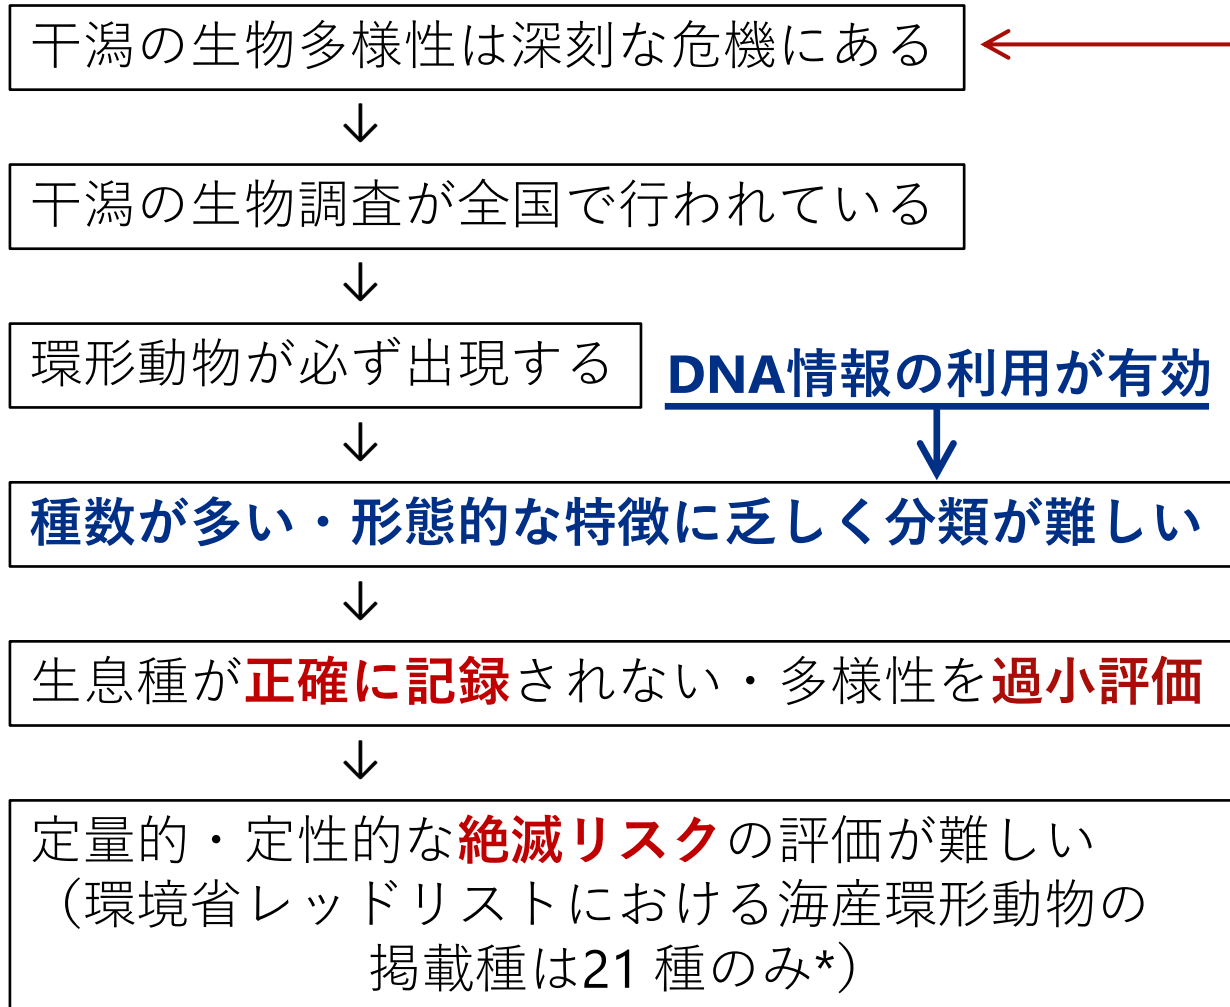 干潟の生物多様性は深刻な危機にある
↓
干潟の生物調査が全国で行われている
↓
環形動物が必ず出現する
DNA情報の利用が有効
↓
種数が多い・形態的な特徴に乏しく分類が難しい
↓
生息種が正確に記録されない・多様性を過小評価
↓
定量的・定性的な絶滅リスクの評価が難しい
（環境省レッドリストにおける海産環形動物の
掲載種は21 種のみ*）